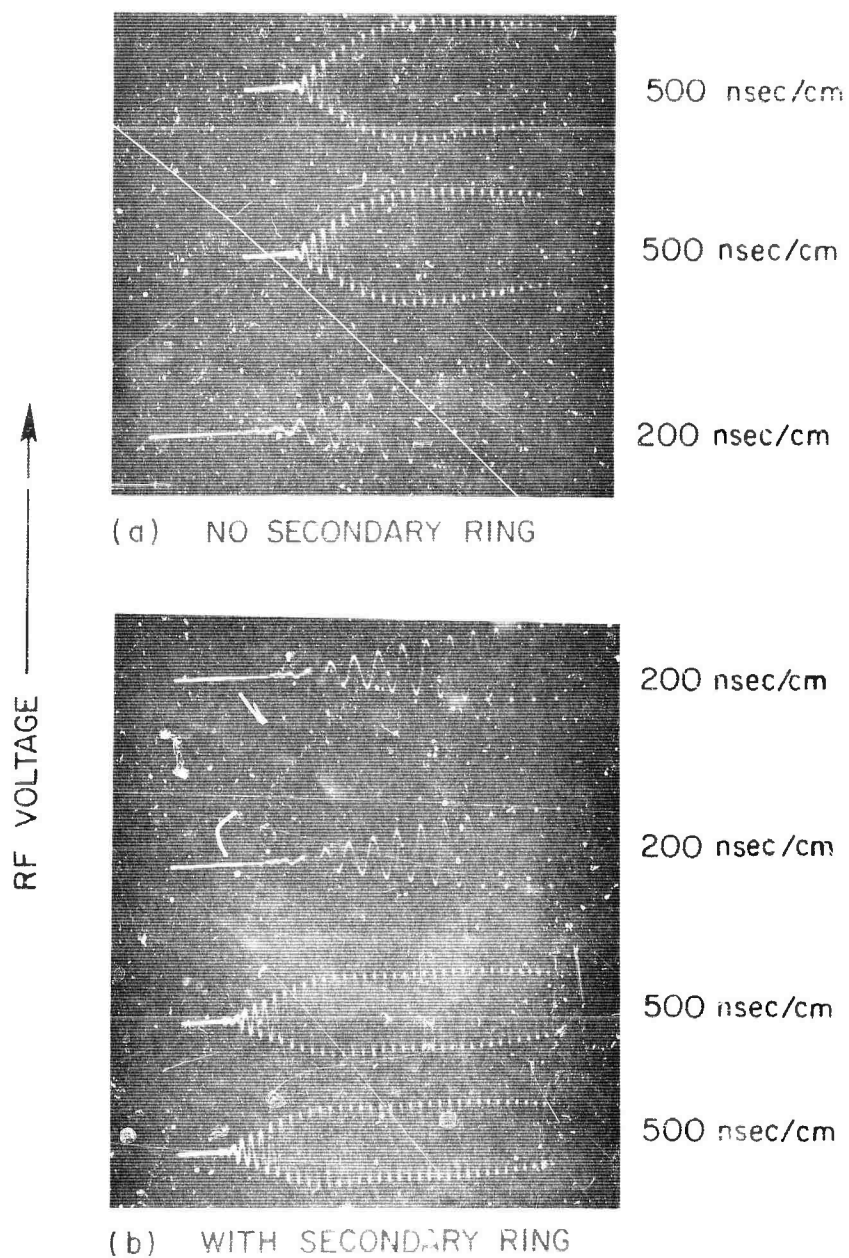 500 nsec/cm
500 nsec/cm
200 nsec/cm
(a) NO SECONDARY RING
RF VOLTAGE
200 nsec/cm
200 nsec/cm
500 nsec/cm
500 nsec/cm
(b) WITH SECONDARY RING